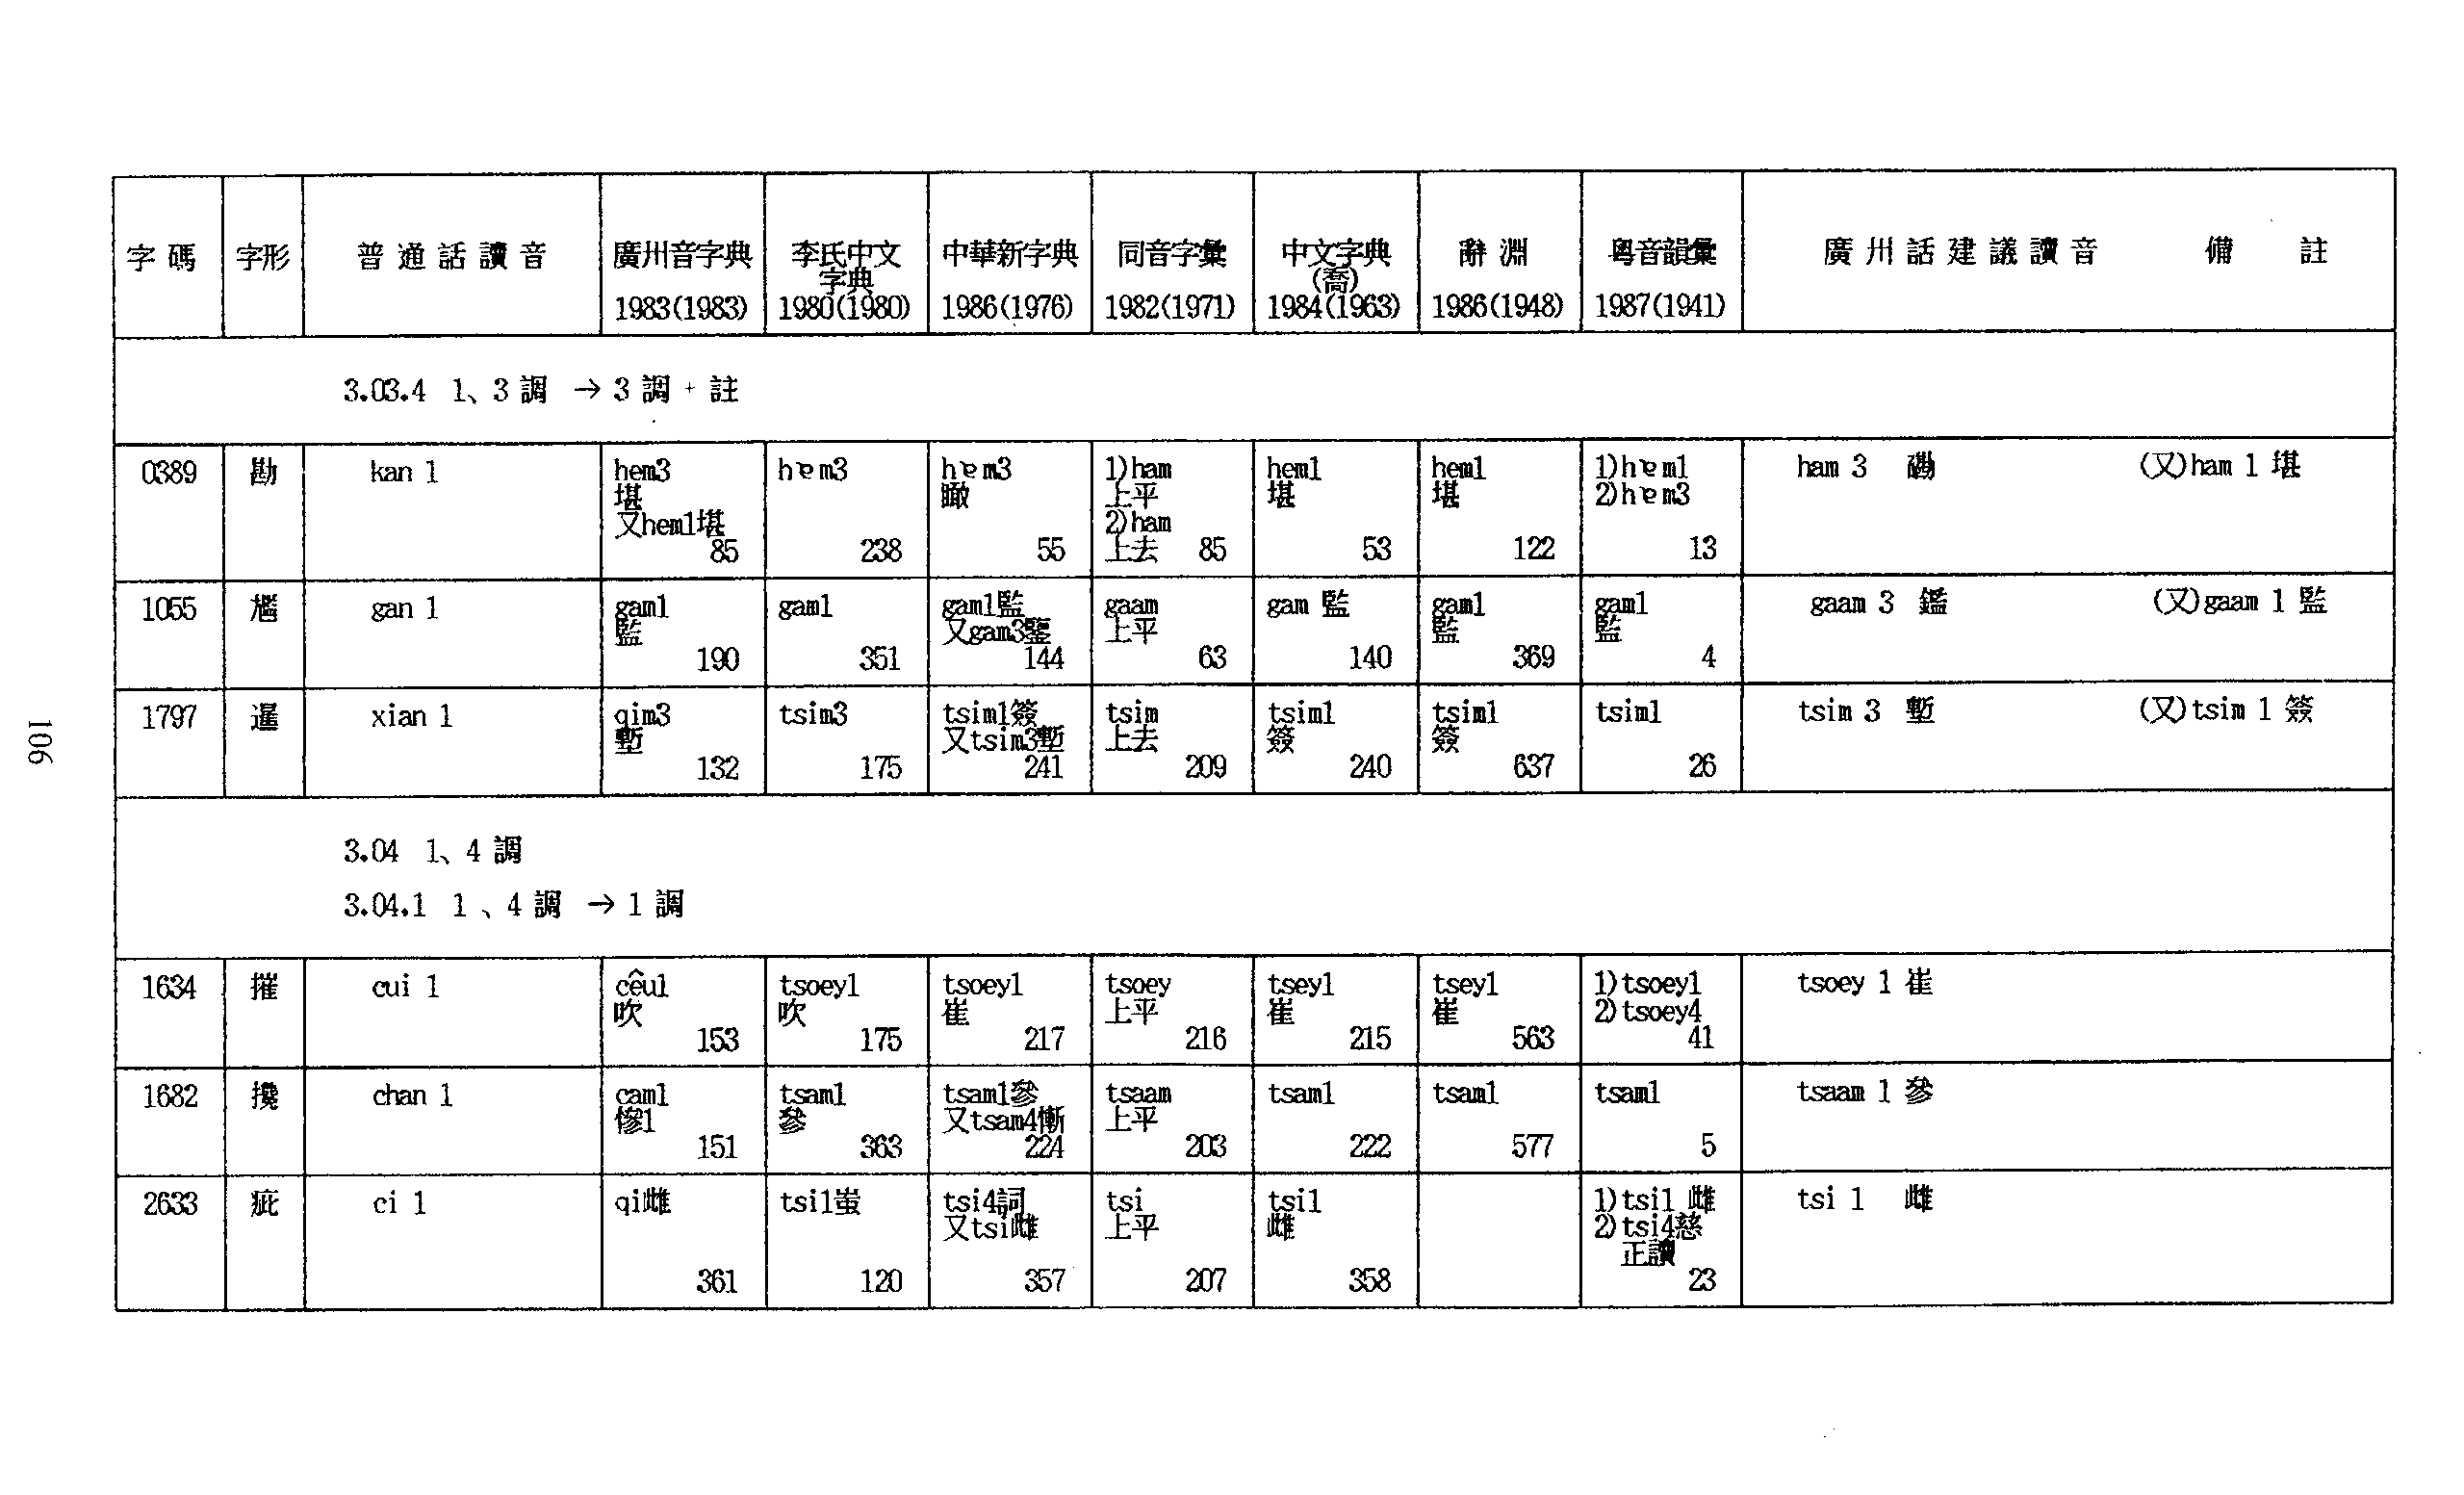 字碼 字形 普通話讀音 廣州音字典 1983(1983) 李氏中文字典 1980(1980) 中華新字典 1986(1976) 同音字彙 1982(1971) 中文字典(喬) 1984(1963) 辭淵 1986(1948) 粵音韻彙 1987(1941) 廣州話建議讀音 備註
3.03.4 1、3調 → 3調 + 註
0389 勘 kan 1 hem3 堪 又hem1堪 85 hɐm3 238 hɐm3 瞰 55 1)ham 上平 2)ham 上去 85 hem1 堪 53 hem1 堪 122 1)hɐm1 2)hɐm3 13 ham 3 磡 (又)ham 1 堪
1055 尷 gan 1 gam1 監 190 gam1 351 gam1監 又gam3鑒 144 gaam 上平 63 gam 監 140 gam1 監 369 gam1 監 4 gaam 3 鑑 (又)gaam 1 監
1797 暹 xian 1 qim3 塹 132 tsim3 175 tsim1簽 又tsim3塹 241 tsim 上去 209 tsim1 簽 240 tsim1 簽 637 tsim1 26 tsim 3 塹 (又)tsim 1 簽
3.04 1、4調
3.04.1 1、4調 → 1調
1634 摧 cui 1 cêu1 吹 153 tsoey1 吹 175 tsoey1 崔 217 tsoey 上平 216 tsey1 崔 215 tsey1 崔 563 1)tsoey1 2)tsoey4 41 tsoey 1 崔
1682 攙 chan 1 cam1 慘1 151 tsam1 參 363 tsam1參 又tsam4慚 224 tsaam 上平 203 tsam1 222 tsam1 577 tsam1 5 tsaam 1 參
2633 疵 ci 1 qi雌 361 tsi1蚩 120 tsi4詞 又tsi雌 357 tsi 上平 207 tsi1 雌 358 1)tsi1 雌 2)tsi4慈 正讀 23 tsi 1 雌
106